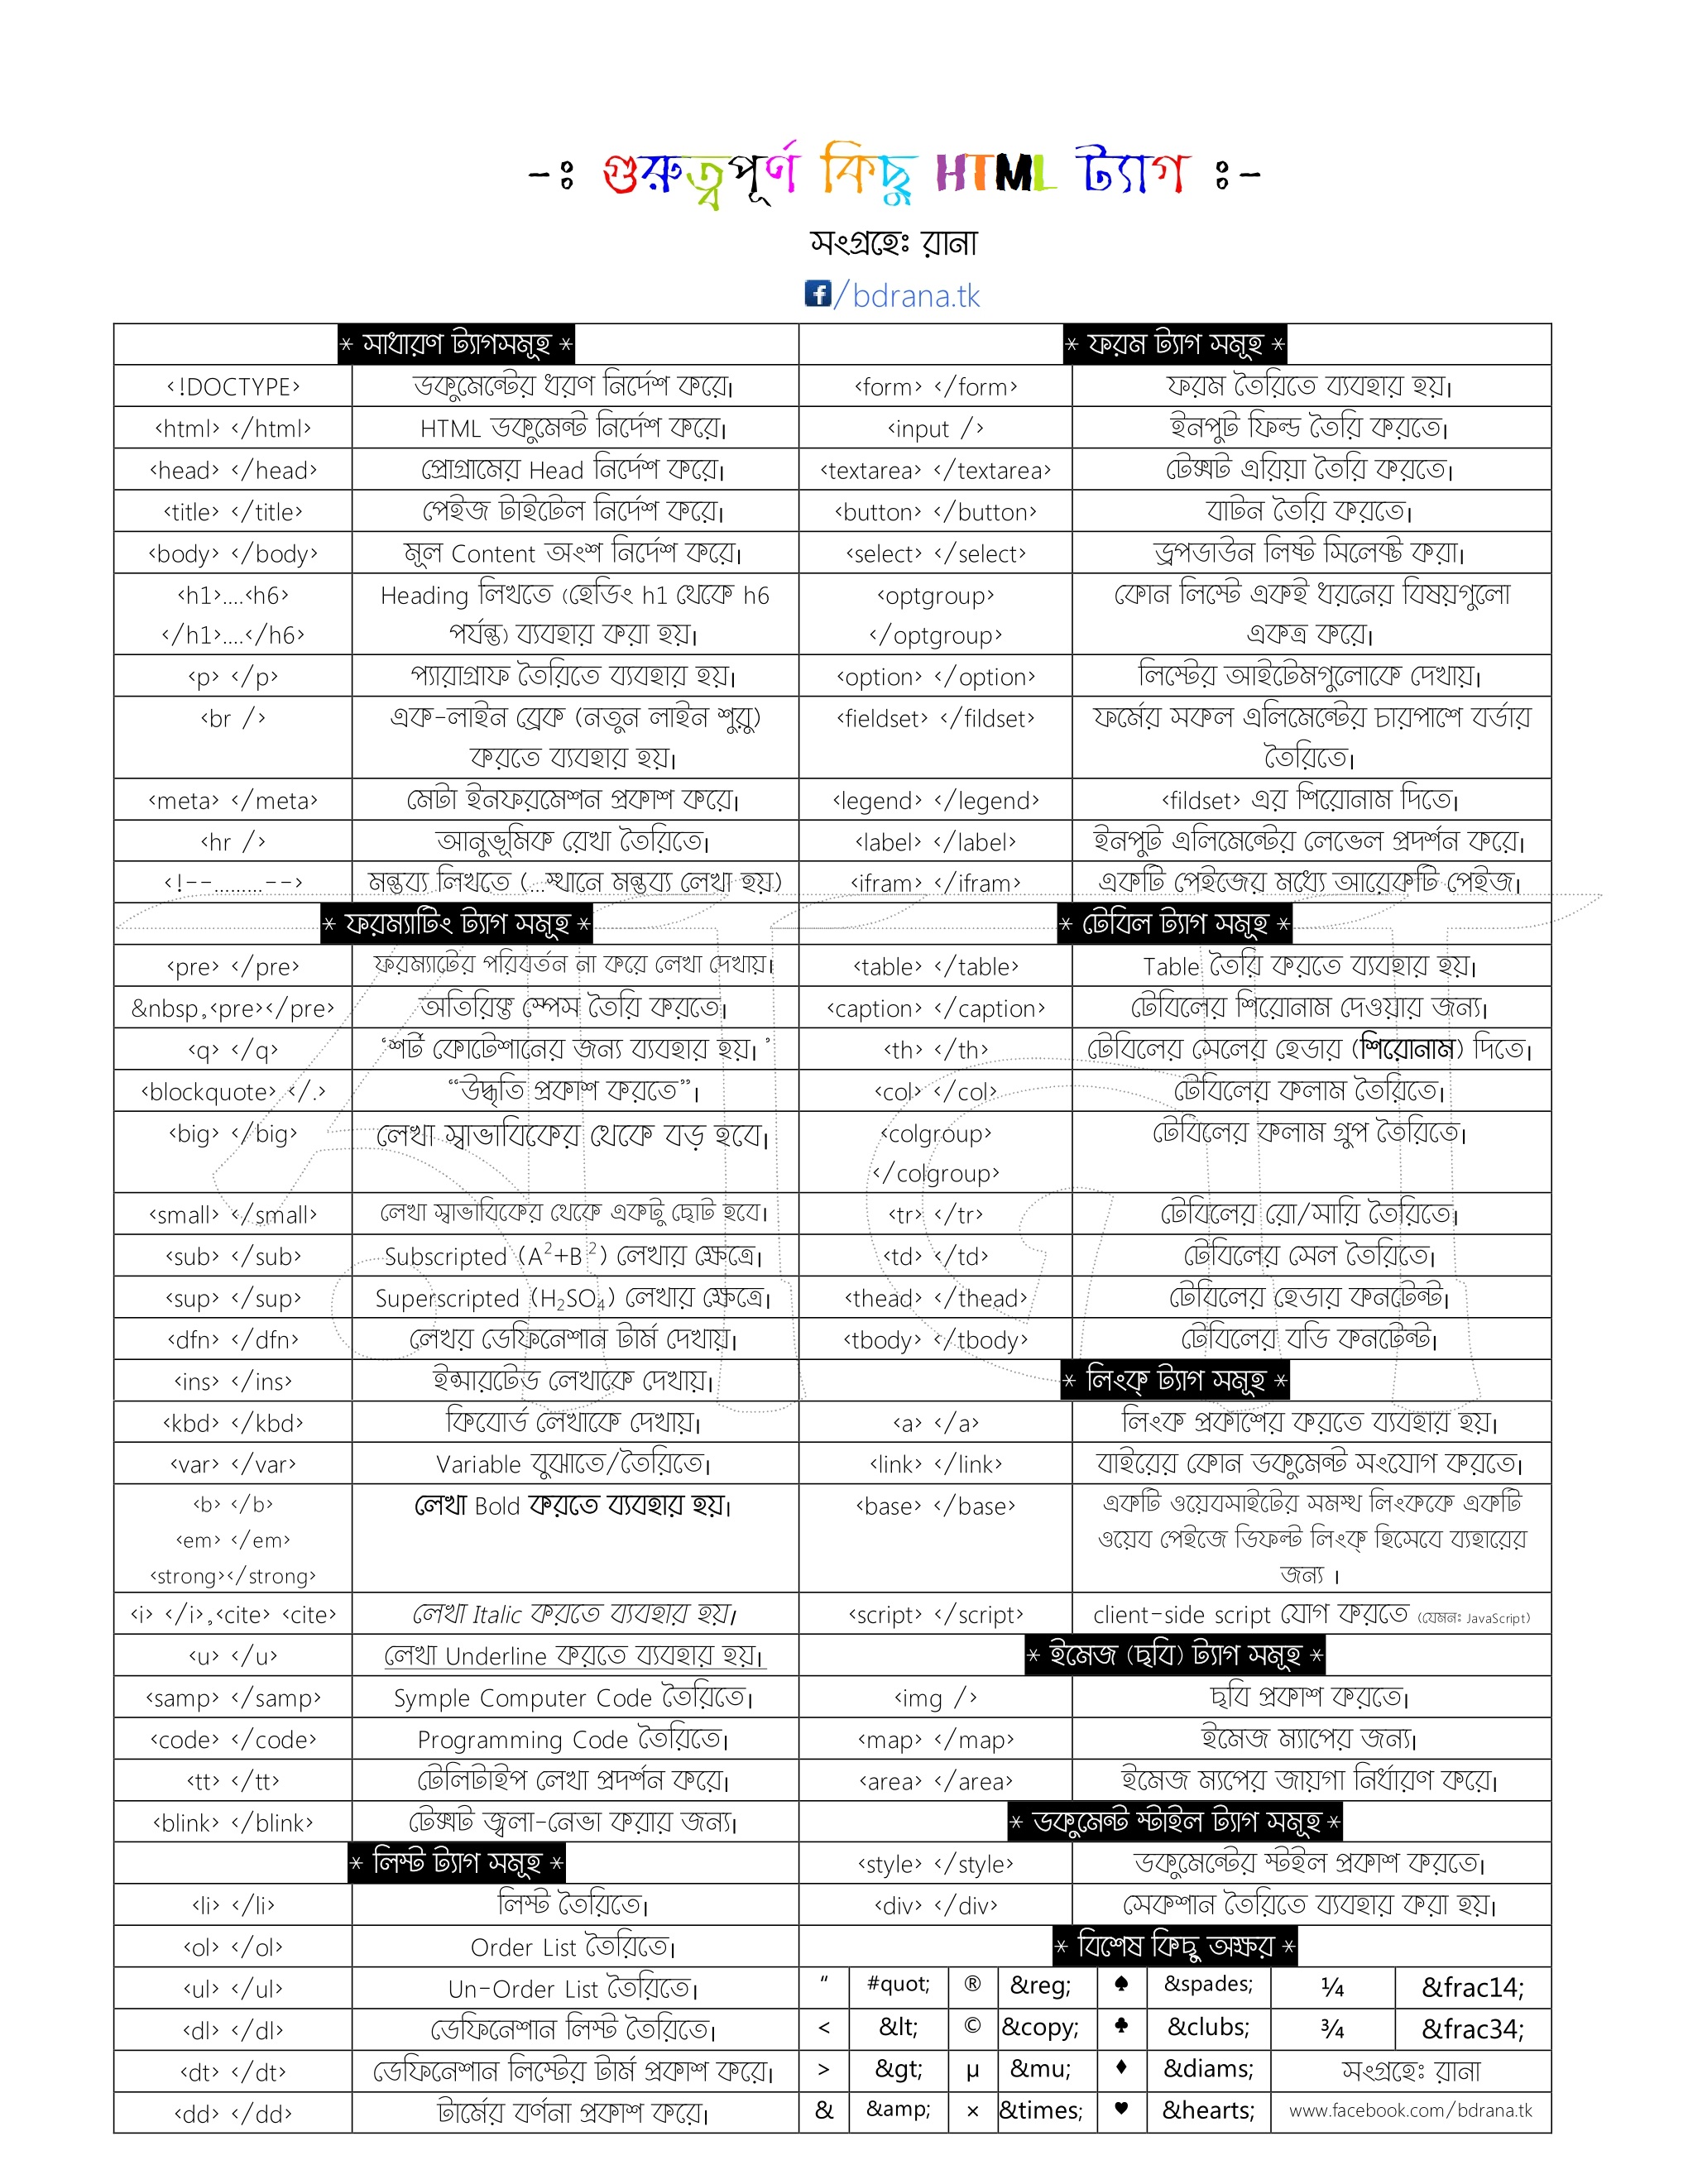 -ঃ গুরুত্বপূর্ণ কিছু HTML ট্যাগ ঃ-
সংগ্রহেঃ রানা
/bdrana.tk
* সাধারণ ট্যাগসমূহ *
<!DOCTYPE> ডকুমেন্টের ধরণ নির্দেশ করে।
<html> </html> HTML ডকুমেন্ট নির্দেশ করে।
<head> </head> প্রোগ্রামের Head নির্দেশ করে।
<title> </title> পেইজ টাইটেল নির্দেশ করে।
<body> </body> মূল Content অংশ নির্দেশ করে।
<h1>....<h6> Heading লিখতে (হেডিং h1 থেকে h6
</h1>....</h6> পর্যন্ত) ব্যবহার করা হয়।
<p> </p> প্যারাগ্রাফ তৈরিতে ব্যবহার হয়।
<br /> এক-লাইন ব্রেক (নতুন লাইন শুরু)
করতে ব্যবহার হয়।
<meta> </meta> মেটা ইনফরমেশন প্রকাশ করে।
<hr /> আনুভূমিক রেখা তৈরিতে।
<!--.........--> মন্তব্য লিখতে (...স্থানে মন্তব্য লেখা হয়)
* ফরম্যাটিং ট্যাগ সমূহ *
<pre> </pre> ফরম্যাটের পরিবর্তন না করে লেখা দেখায়।
&nbsp,<pre></pre> অতিরিক্ত স্পেস তৈরি করতে।
<q> </q> ‘শর্ট কোটেশানের জন্য ব্যবহার হয়। ’
<blockquote> </.> “উদ্ধৃতি প্রকাশ করতে”।
<big> </big> লেখা স্বাভাবিকের থেকে বড় হবে।
<small> </small> লেখা স্বাভাবিকের থেকে একটু ছোট হবে।
<sub> </sub> Subscripted (A²+B ²) লেখার ক্ষেত্রে।
<sup> </sup> Superscripted (H₂SO₄) লেখার ক্ষেত্রে।
<dfn> </dfn> লেখর ডেফিনেশান টার্ম দেখায়।
<ins> </ins> ইন্সারটেড লেখাকে দেখায়।
<kbd> </kbd> কিবোর্ড লেখাকে দেখায়।
<var> </var> Variable বুঝাতে/তৈরিতে।
<b> </b> লেখা Bold করতে ব্যবহার হয়।
<em> </em>
<strong></strong>
<i> </i>,<cite> <cite> লেখা Italic করতে ব্যবহার হয়।
<u> </u> লেখা Underline করতে ব্যবহার হয়।
<samp> </samp> Symple Computer Code তৈরিতে।
<code> </code> Programming Code তৈরিতে।
<tt> </tt> টেলিটাইপ লেখা প্রদর্শন করে।
<blink> </blink> টেক্সট জ্বলা-নেভা করার জন্য।
* লিস্ট ট্যাগ সমূহ *
<li> </li> লিস্ট তৈরিতে।
<ol> </ol> Order List তৈরিতে।
<ul> </ul> Un-Order List তৈরিতে।
<dl> </dl> ডেফিনেশান লিস্ট তৈরিতে।
<dt> </dt> ডেফিনেশান লিস্টের টার্ম প্রকাশ করে।
<dd> </dd> টার্মের বর্ণনা প্রকাশ করে।
* ফরম ট্যাগ সমূহ *
<form> </form> ফরম তৈরিতে ব্যবহার হয়।
<input /> ইনপুট ফিল্ড তৈরি করতে।
<textarea> </textarea> টেক্সট এরিয়া তৈরি করতে।
<button> </button> বাটন তৈরি করতে।
<select> </select> ড্রপডাউন লিষ্ট সিলেক্ট করা।
<optgroup> কোন লিস্টে একই ধরনের বিষয়গুলো
</optgroup> একত্র করে।
<option> </option> লিস্টের আইটেমগুলোকে দেখায়।
<fieldset> </fildset> ফর্মের সকল এলিমেন্টের চারপাশে বর্ডার
তৈরিতে।
<legend> </legend> <fildset> এর শিরোনাম দিতে।
<label> </label> ইনপুট এলিমেন্টের লেভেল প্রদর্শন করে।
<ifram> </ifram> একটি পেইজের মধ্যে আরেকটি পেইজ।
* টেবিল ট্যাগ সমূহ *
<table> </table> Table তৈরি করতে ব্যবহার হয়।
<caption> </caption> টেবিলের শিরোনাম দেওয়ার জন্য।
<th> </th> টেবিলের সেলের হেডার (শিরোনাম) দিতে।
<col> </col> টেবিলের কলাম তৈরিতে।
<colgroup> টেবিলের কলাম গ্রুপ তৈরিতে।
</colgroup>
<tr> </tr> টেবিলের রো/সারি তৈরিতে।
<td> </td> টেবিলের সেল তৈরিতে।
<thead> </thead> টেবিলের হেডার কনটেন্ট।
<tbody> </tbody> টেবিলের বডি কনটেন্ট।
* লিংক্ ট্যাগ সমূহ *
<a> </a> লিংক প্রকাশের করতে ব্যবহার হয়।
<link> </link> বাইরের কোন ডকুমেন্ট সংযোগ করতে।
<base> </base> একটি ওয়েবসাইটের সমস্থ লিংককে একটি
ওয়েব পেইজে ডিফল্ট লিংক্ হিসেবে ব্যহারের
জন্য ।
<script> </script> client-side script যোগ করতে (যেমনঃ JavaScript)
* ইমেজ (ছবি) ট্যাগ সমূহ *
<img /> ছবি প্রকাশ করতে।
<map> </map> ইমেজ ম্যাপের জন্য।
<area> </area> ইমেজ ম্যপের জায়গা নির্ধারণ করে।
* ডকুমেন্ট স্টাইল ট্যাগ সমূহ *
<style> </style> ডকুমেন্টের স্টইল প্রকাশ করতে।
<div> </div> সেকশান তৈরিতে ব্যবহার করা হয়।
* বিশেষ কিছু অক্ষর *
“ #quot; ® &reg; ♠ &spades; ¼ &frac14;
< &lt; © &copy; ♣ &clubs; ¾ &frac34;
> &gt; µ &mu; ♦ &diams; সংগ্রহেঃ রানা
& &amp; × &times; ♥ &hearts; www.facebook.com/bdrana.tk